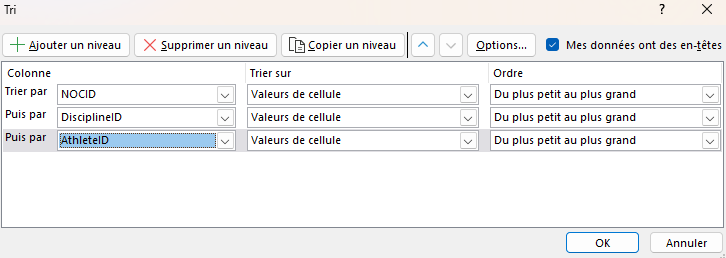 Tri ?
Ajouter un niveau Supprimer un niveau Copier un niveau Options... Mes données ont des en-têtes
Colonne Trier sur Ordre
Trier par NOCID Valeurs de cellule Du plus petit au plus grand
Puis par DisciplineID Valeurs de cellule Du plus petit au plus grand
Puis par AthleteID Valeurs de cellule Du plus petit au plus grand
OK Annuler